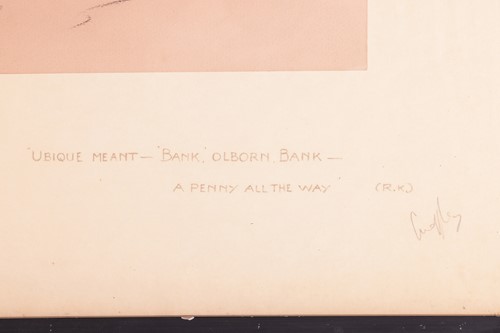 "UBIQUE MEANT — "BANK, 'OLBORN, BANK —
A PENNY ALL THE WAY" (R.K.)